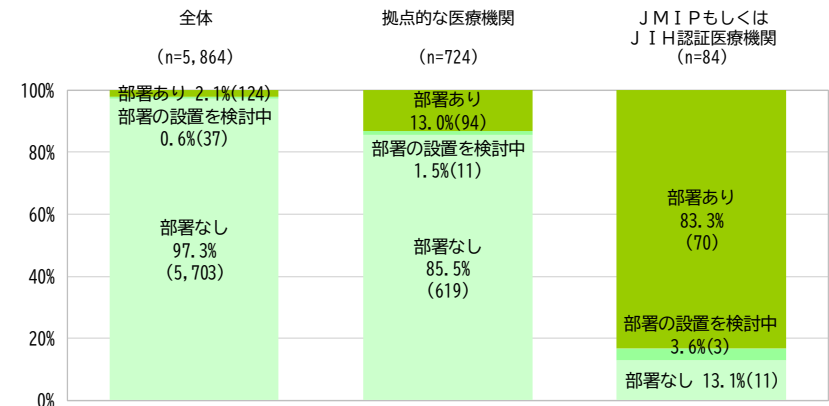 全体
(n=5,864)
拠点的な医療機関
(n=724)
ＪＭＩＰもしくは
ＪＩＨ認証医療機関
(n=84)
100%
80%
60%
40%
20%
0%
部署あり 2.1%(124)
部署の設置を検討中
0.6%(37)
部署なし
97.3%
(5,703)
部署あり
13.0%(94)
部署の設置を検討中
1.5%(11)
部署なし
85.5%
(619)
部署あり
83.3%
(70)
部署の設置を検討中
3.6%(3)
部署なし 13.1%(11)